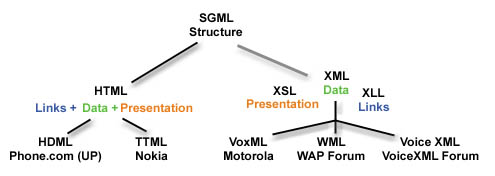 SGML
Structure
HTML
Links + Data + Presentation
XSL
Presentation
XML
Data
XLL
Links
HDML
Phone.com (UP)
TTML
Nokia
VoxML
Motorola
WML
WAP Forum
Voice XML
VoiceXML Forum